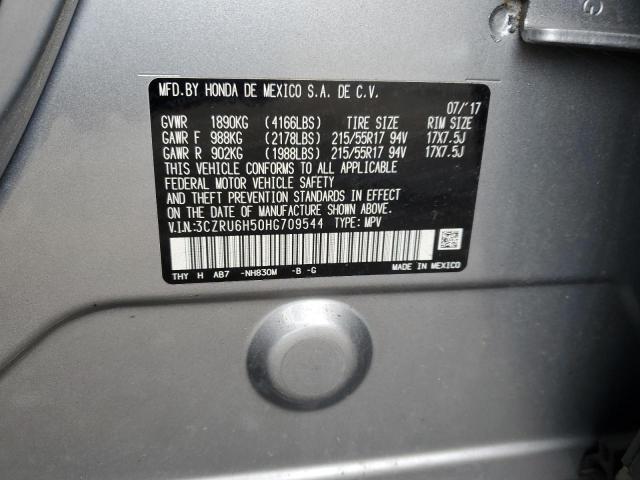 G
MFD.BY HONDA DE MEXICO S.A. DE C.V.
07/'17
GVWR 1890KG (4166LBS) TIRE SIZE RIM SIZE
GAWR F 988KG (2178LBS) 215/55R17 94V 17X7.5J
GAWR R 902KG (1988LBS) 215/55R17 94V 17X7.5J
THIS VEHICLE CONFORMS TO ALL APPLICABLE
FEDERAL MOTOR VEHICLE SAFETY
AND THEFT PREVENTION STANDARDS IN EFFECT
ON THE DATE OF MANUFACTURE SHOWN ABOVE.
V.I.N:3CZRU6H50HG709544 TYPE: MPV
THY H AB7 -NH830M -B -G MADE IN MEXICO